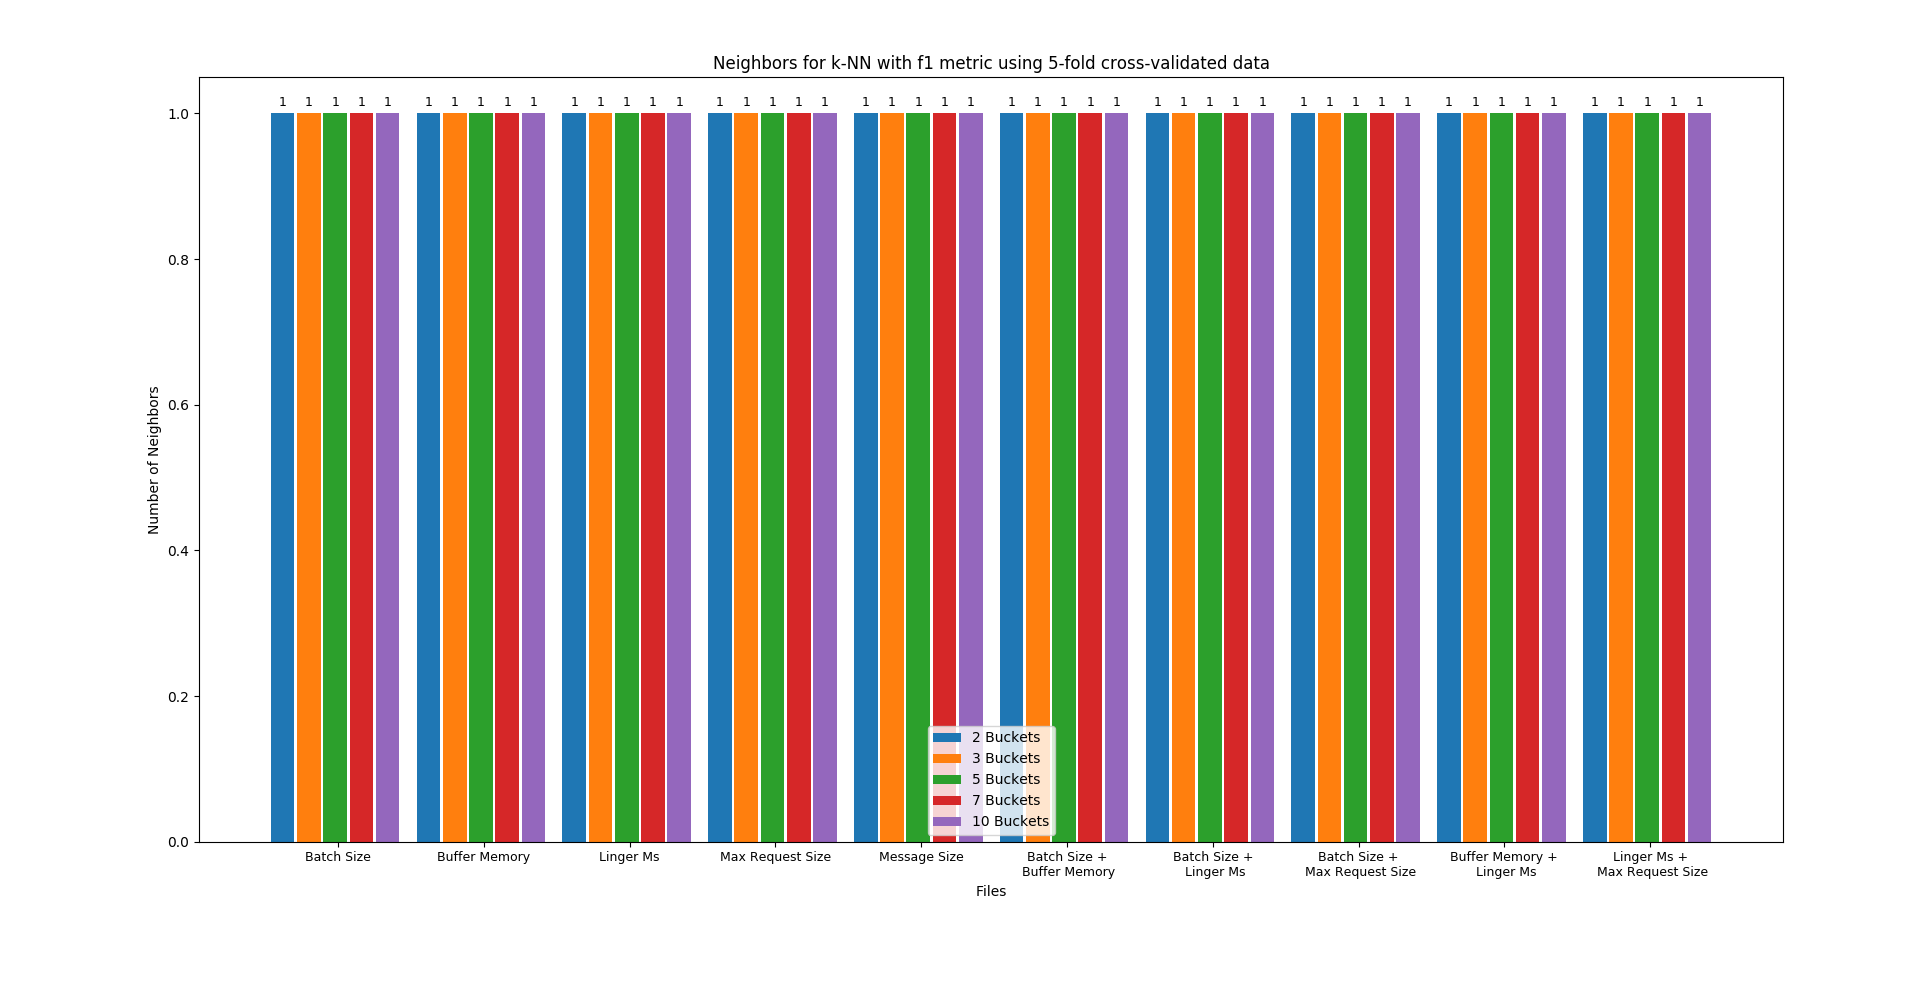 Neighbors for k-NN with f1 metric using 5-fold cross-validated data
1 1 1 1 1 1 1 1 1 1 1 1 1 1 1 1 1 1 1 1 1 1 1 1 1 1 1 1 1 1 1 1 1 1 1 1 1 1 1 1 1 1 1 1 1 1 1 1 1 1
1.0
0.8
0.6
0.4
0.2
0.0
Number of Neighbors
2 Buckets
3 Buckets
5 Buckets
7 Buckets
10 Buckets
Batch Size
Buffer Memory
Linger Ms
Max Request Size
Message Size
Batch Size +
Buffer Memory
Batch Size +
Linger Ms
Batch Size +
Max Request Size
Buffer Memory +
Linger Ms
Linger Ms +
Max Request Size
Files